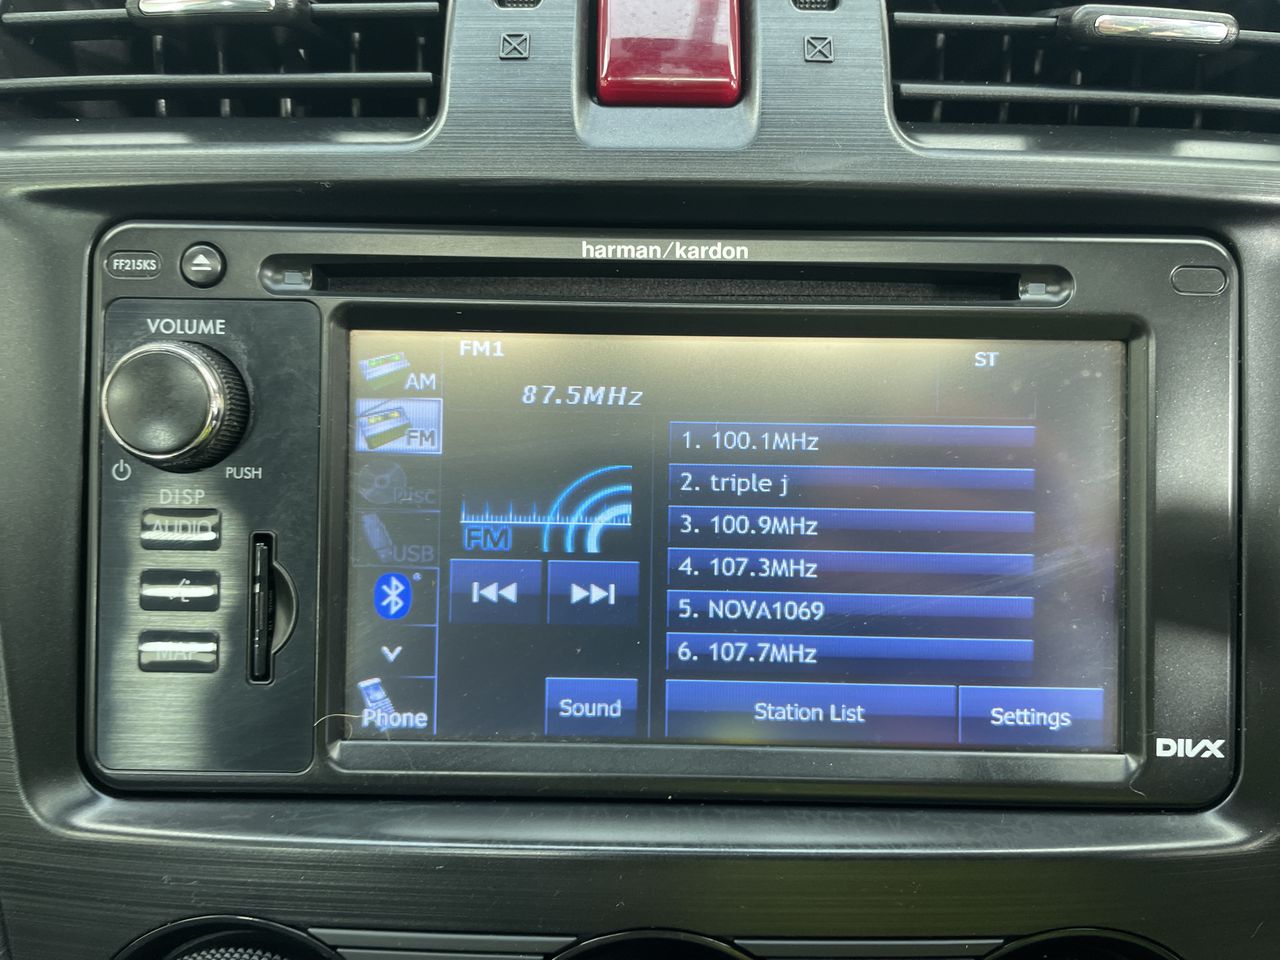 harman/kardon
FF215KS
VOLUME
PUSH
DISP
AUDIO
MAP
FM1
ST
87.5MHz
AM
FM
Disc
USB
Phone
FM
1. 100.1MHz
2. triple j
3. 100.9MHz
4. 107.3MHz
5. NOVA1069
6. 107.7MHz
Sound
Station List
Settings
DIVX